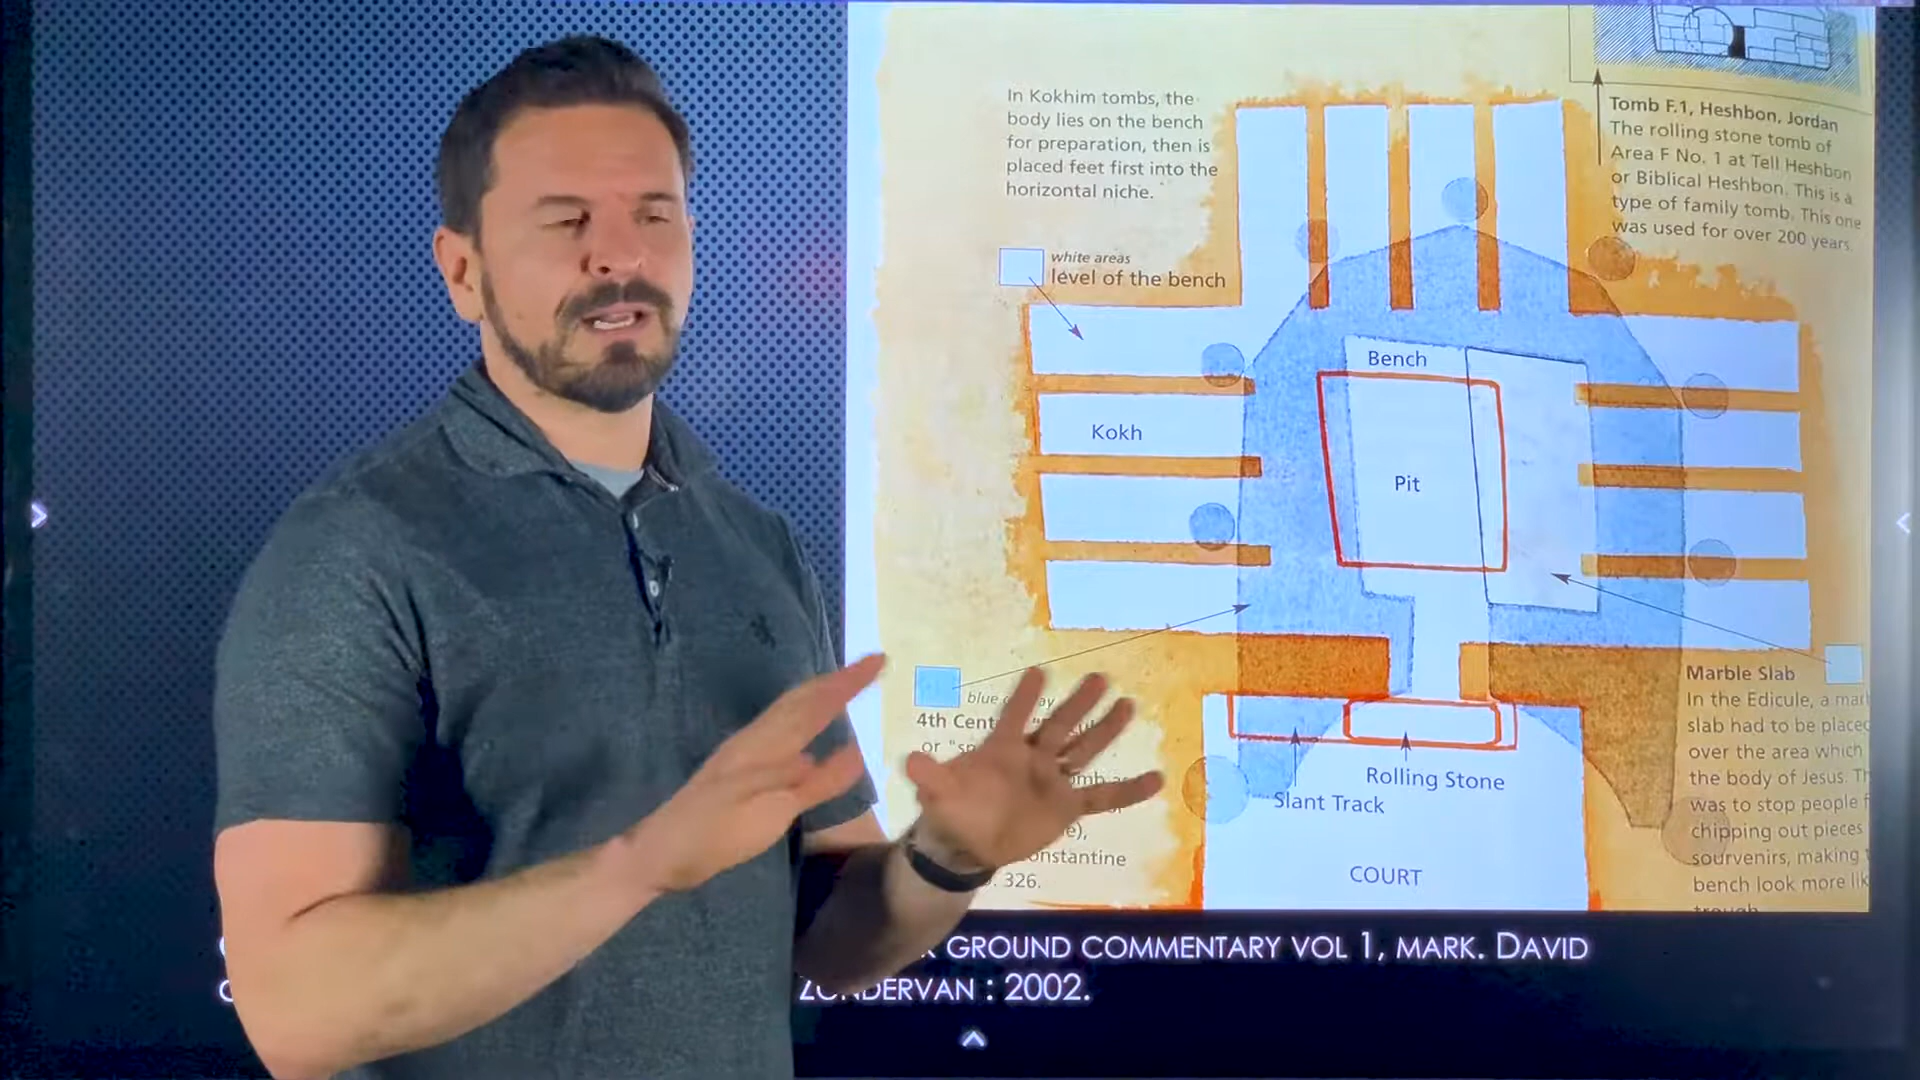 In Kokhim tombs, the
body lies on the bench
for preparation, then is
placed feet first into the
horizontal niche.
Tomb F.1, Heshbon, Jordan
The rolling stone tomb of
Area F No. 1 at Tell Heshbon
or Biblical Heshbon. This is a
type of family tomb. This one
was used for over 200 years.
white areas
level of the bench
Bench
Kokh
Pit
blue
4th
or
Marble Slab
In the Edicule, a
slab had to be
over the area which
the body of Jesus.
was to stop people
chipping out pieces
sourvenirs, making
bench look more
trough
Rolling Stone
Slant Track
326.
COURT
GROUND COMMENTARY VOL 1, MARK. DAVID
ZONDERVAN : 2002.